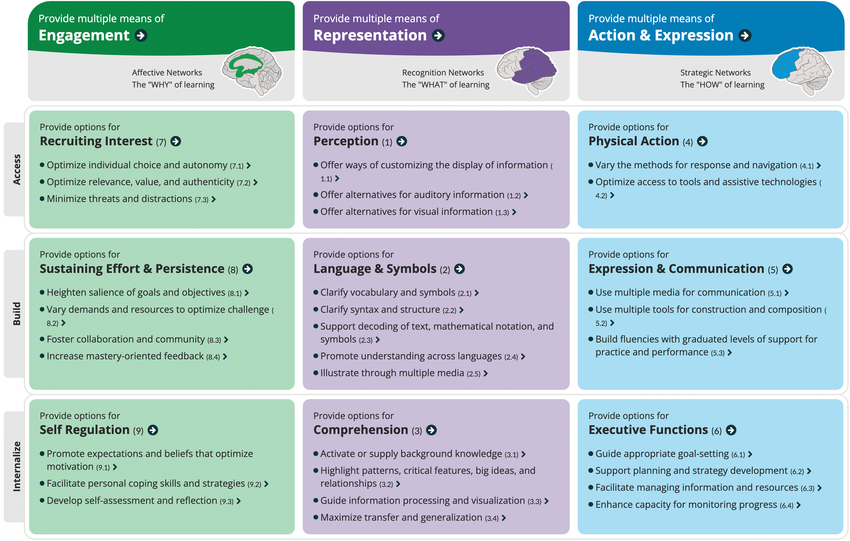 Provide multiple means of
Engagement
Affective Networks
The "WHY" of learning
Provide multiple means of
Representation
Recognition Networks
The "WHAT" of learning
Provide multiple means of
Action & Expression
Strategic Networks
The "HOW" of learning
Access
Provide options for
Recruiting Interest (7)
Optimize individual choice and autonomy (7.1)
Optimize relevance, value, and authenticity (7.2)
Minimize threats and distractions (7.3)
Provide options for
Perception (1)
Offer ways of customizing the display of information (
1.1)
Offer alternatives for auditory information (1.2)
Offer alternatives for visual information (1.3)
Provide options for
Physical Action (4)
Vary the methods for response and navigation (4.1)
Optimize access to tools and assistive technologies (
4.2)
Build
Provide options for
Sustaining Effort & Persistence (8)
Heighten salience of goals and objectives (8.1)
Vary demands and resources to optimize challenge (
8.2)
Foster collaboration and community (8.3)
Increase mastery-oriented feedback (8.4)
Provide options for
Language & Symbols (2)
Clarify vocabulary and symbols (2.1)
Clarify syntax and structure (2.2)
Support decoding of text, mathematical notation, and
symbols (2.3)
Promote understanding across languages (2.4)
Illustrate through multiple media (2.5)
Provide options for
Expression & Communication (5)
Use multiple media for communication (5.1)
Use multiple tools for construction and composition (
5.2)
Build fluencies with graduated levels of support for
practice and performance (5.3)
Internalize
Provide options for
Self Regulation (9)
Promote expectations and beliefs that optimize
motivation (9.1)
Facilitate personal coping skills and strategies (9.2)
Develop self-assessment and reflection (9.3)
Provide options for
Comprehension (3)
Activate or supply background knowledge (3.1)
Highlight patterns, critical features, big ideas, and
relationships (3.2)
Guide information processing and visualization (3.3)
Maximize transfer and generalization (3.4)
Provide options for
Executive Functions (6)
Guide appropriate goal-setting (6.1)
Support planning and strategy development (6.2)
Facilitate managing information and resources (6.3)
Enhance capacity for monitoring progress (6.4)